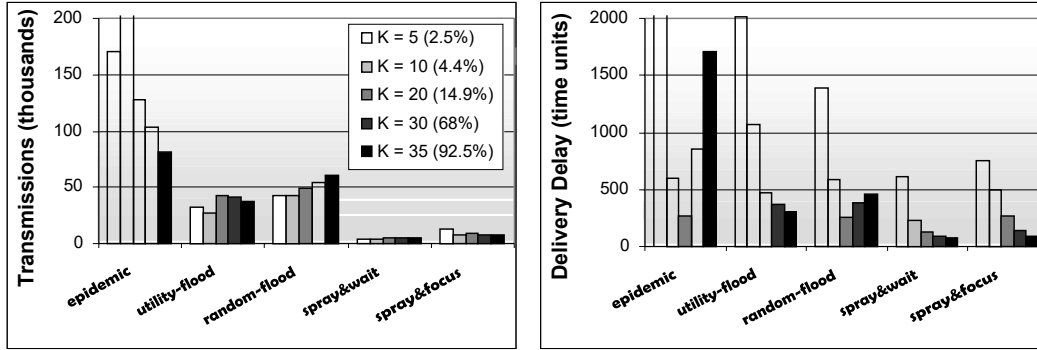 Transmissions (thousands)
200
150
100
50
0
K = 5 (2.5%)
K = 10 (4.4%)
K = 20 (14.9%)
K = 30 (68%)
K = 35 (92.5%)
epidemic
utility-flood
random-flood
spray&wait
spray&focus
Delivery Delay (time units)
2000
1500
1000
500
0
epidemic
utility-flood
random-flood
spray&wait
spray&focus